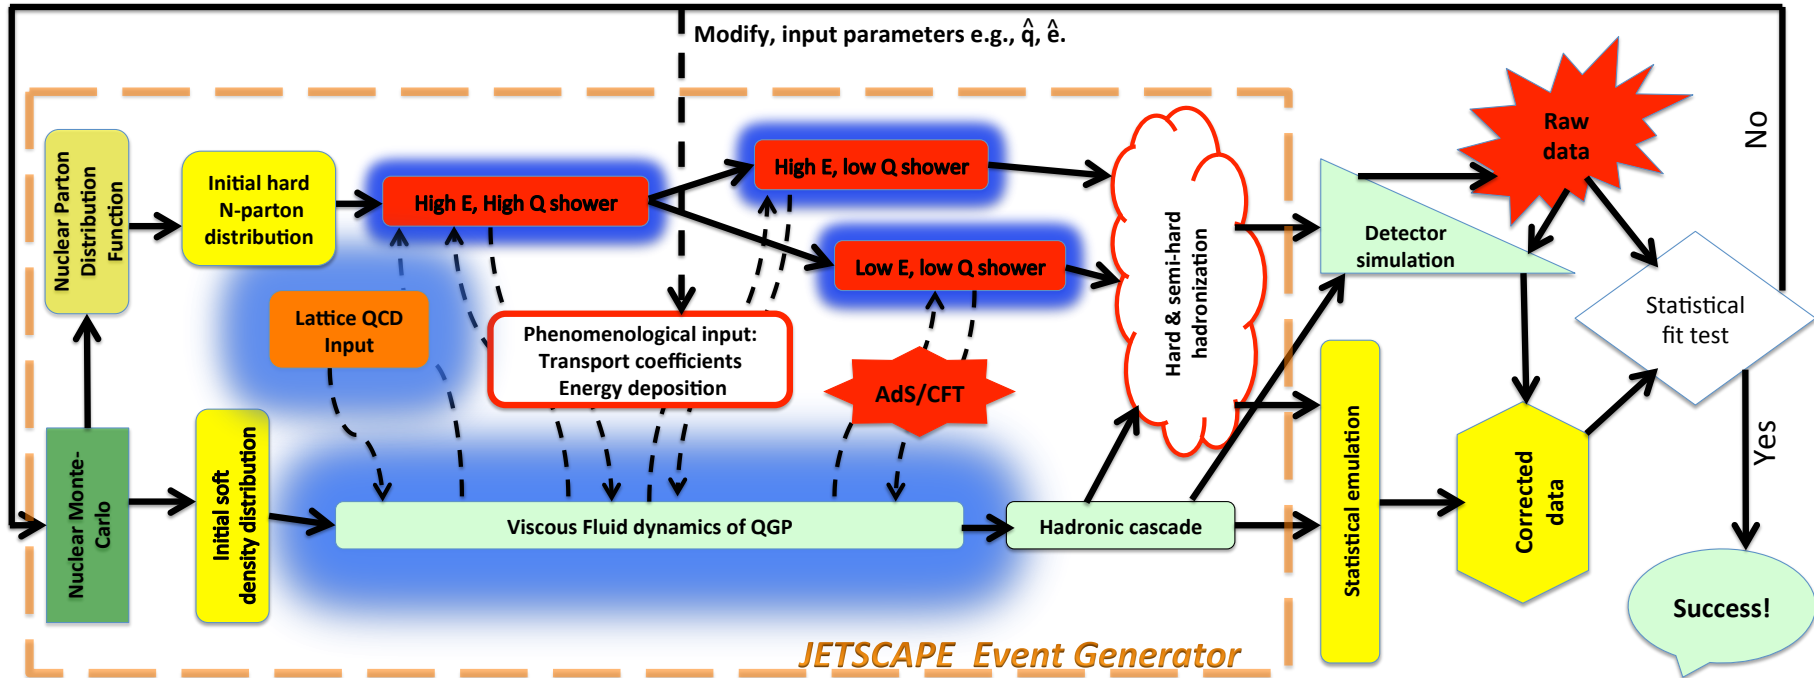 Modify, input parameters e.g., q̂, ê.
Nuclear Parton
Distribution
Function
Initial hard
N-parton
distribution
High E, High Q shower
High E, low Q shower
Low E, low Q shower
Lattice QCD
Input
Phenomenological input:
Transport coefficients
Energy deposition
AdS/CFT
Hard & semi-hard
hadronization
Nuclear Monte-
Carlo
Initial soft
density distribution
Viscous Fluid dynamics of QGP
Hadronic cascade
JETSCAPE Event Generator
Raw
data
Detector
simulation
Statistical emulation
Corrected
data
Statistical
fit test
No
Yes
Success!